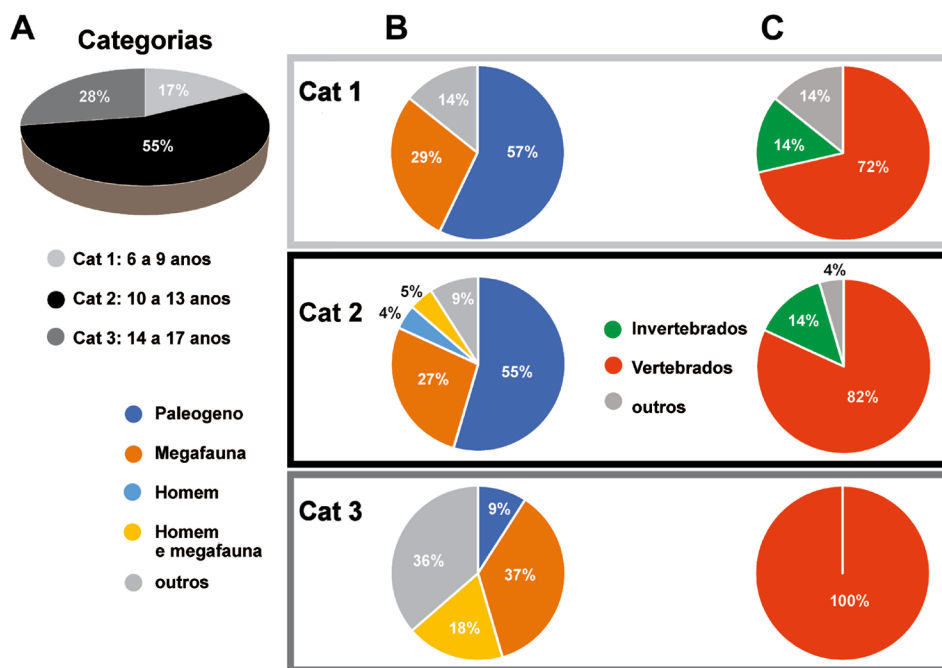 A
Categorias
17%
28%
55%
Cat 1: 6 a 9 anos
Cat 2: 10 a 13 anos
Cat 3: 14 a 17 anos
Paleogeno
Megafauna
Homem
Homem
e megafauna
outros
B
C
Cat 1
14%
29%
57%
14%
14%
72%
Cat 2
5%
9%
4%
27%
55%
Invertebrados
Vertebrados
outros
4%
14%
82%
Cat 3
9%
36%
37%
18%
100%